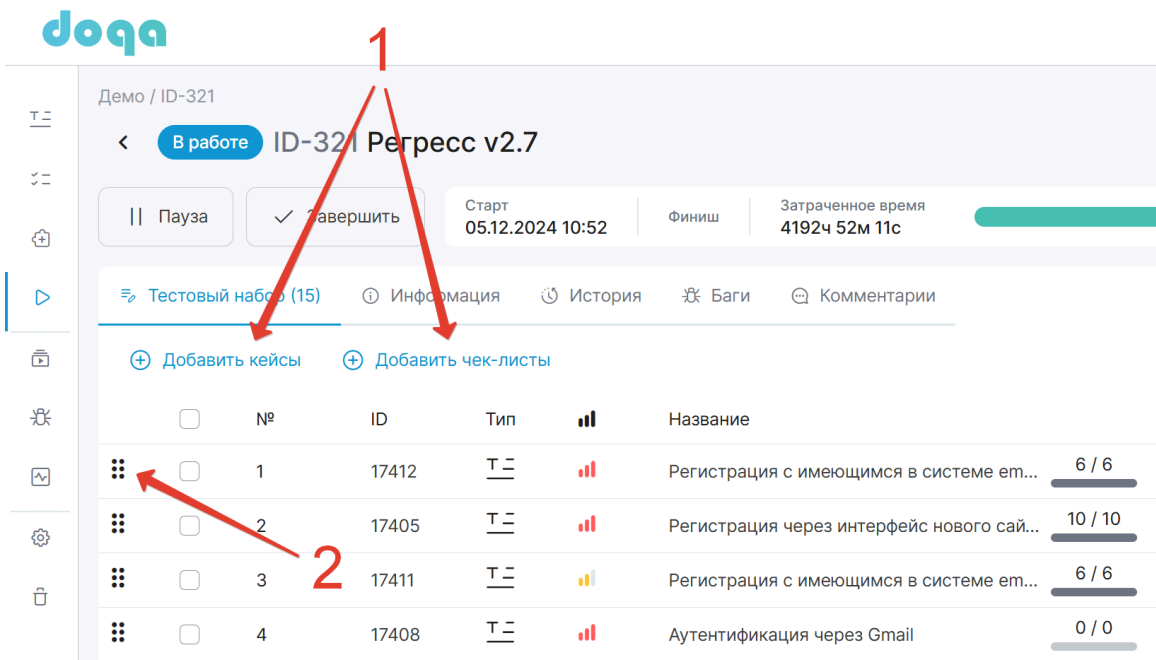 doqa
1
Демо / ID-321
В работе ID-321 Регресс v2.7
Пауза
Завершить
Старт
05.12.2024 10:52
Финиш
Затраченное время
4192ч 52м 11с
Тестовый набор (15) Информация История Баги Комментарии
Добавить кейсы Добавить чек-листы
№ ID Тип Название
1 17412 Регистрация с имеющимся в системе em... 6 / 6
2 17405 Регистрация через интерфейс нового сай... 10 / 10
2
3 17411 Регистрация с имеющимся в системе em... 6 / 6
4 17408 Аутентификация через Gmail 0 / 0